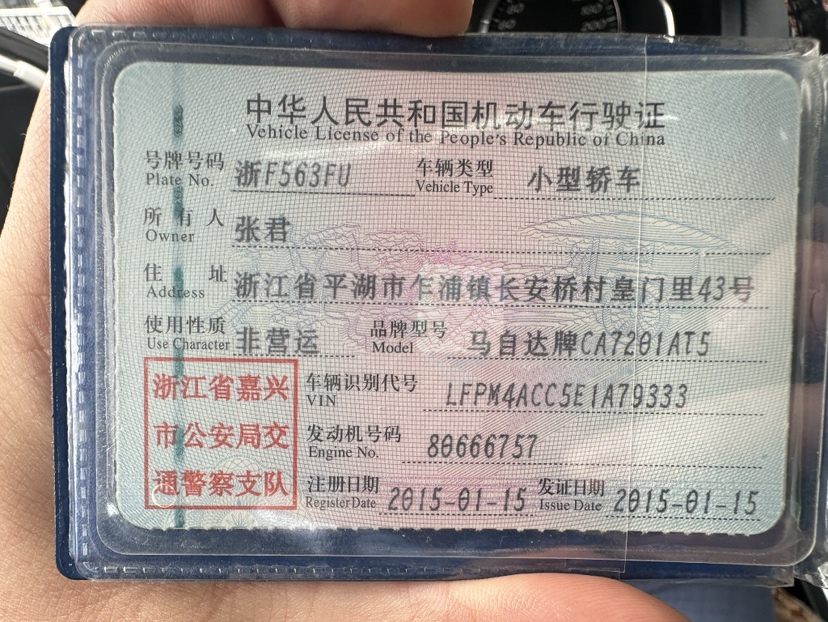 中华人民共和国机动车行驶证
Vehicle License of the People's Republic of China
号牌号码 浙F563FU 车辆类型 小型轿车
Plate No. Vehicle Type
所有人 张君
Owner
住址 浙江省平湖市乍浦镇长安桥村皇门里43号
Address
使用性质 非营运 品牌型号 马自达牌CA7201AT5
Use Character Model
浙江省嘉兴 车辆识别代号 LFPM4ACC5E1A79333
VIN
市公安局交 发动机号码 80666757
Engine No.
通警察支队 注册日期 2015-01-15 发证日期 2015-01-15
Register Date Issue Date